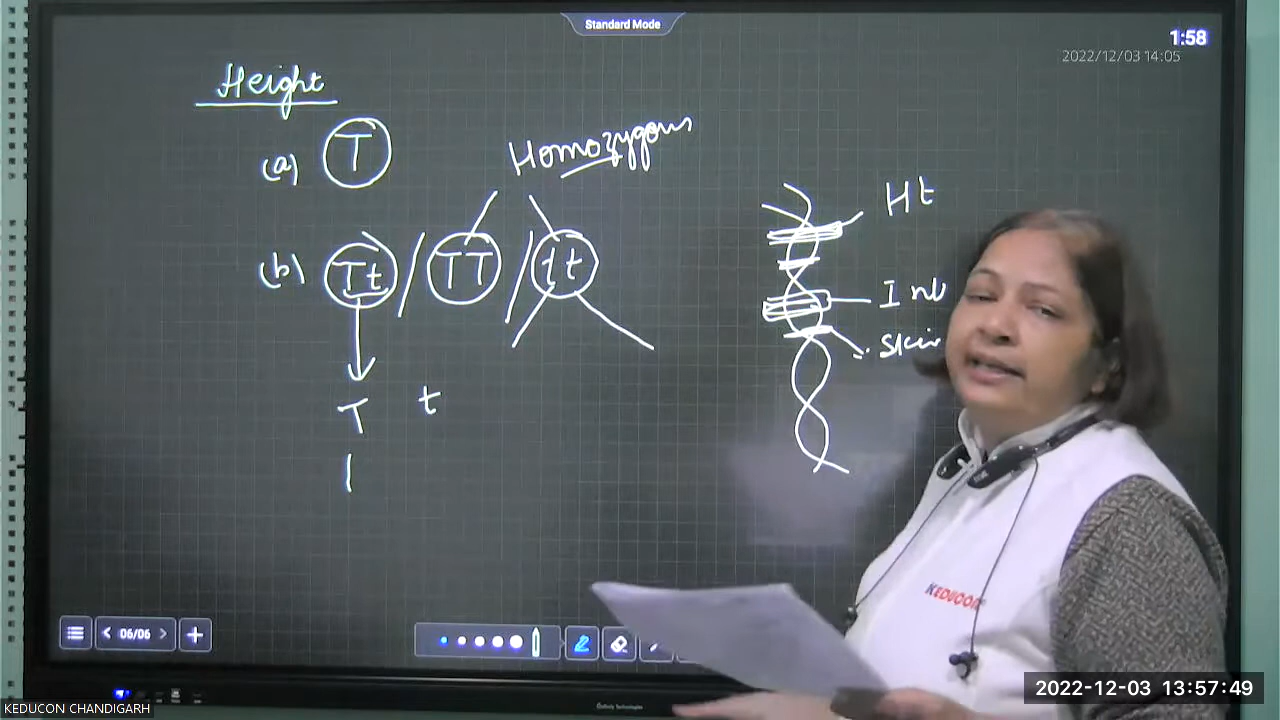 Standard Mode
1:58
2022/12/03 14:05
Height
(a) T
Homozygous
(b) Tt / TT / tt
T t
Ht
Skin
KEDUCON
06/06
2022-12-03 13:57:49
KEDUCON CHANDIGARH